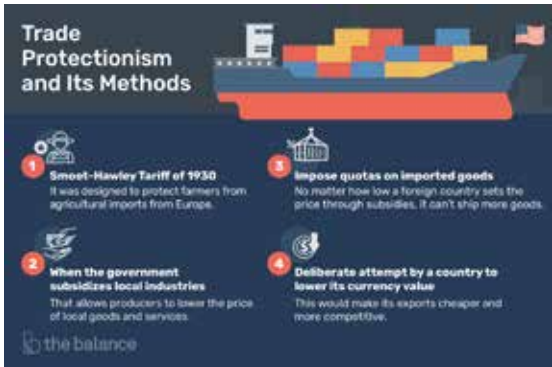 Trade
Protectionism
and Its Methods
1
Smoot-Hawley Tariff of 1930
It was designed to protect farmers from
agricultural imports from Europe.
2
When the government
subsidizes local industries
That allows producers to lower the price
of local goods and services.
3
Impose quotas on imported goods
No matter how low a foreign country sets the
price through subsidies, it can't ship more goods.
4
Deliberate attempt by a country to
lower its currency value
This would make its exports cheaper and
more competitive.
the balance